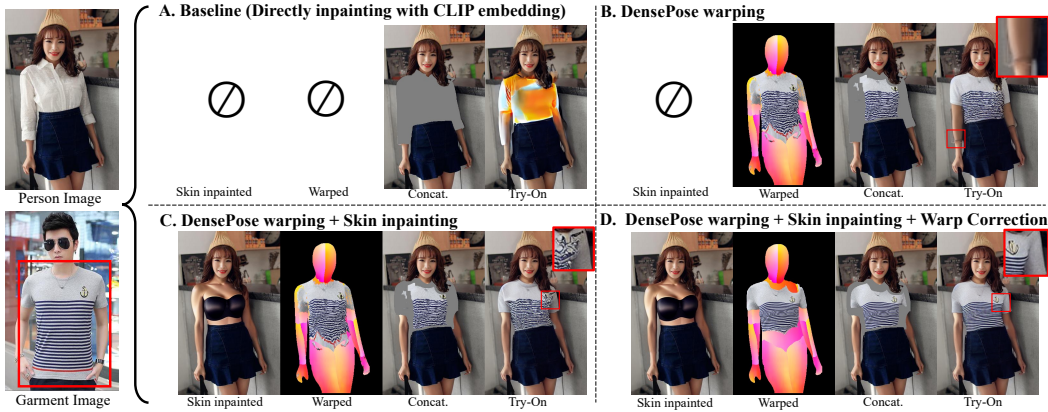 A. Baseline (Directly inpainting with CLIP embedding)
Skin inpainted
Warped
Concat.
Try-On
B. DensePose warping
Skin inpainted
Warped
Concat.
Try-On
Person Image
Garment Image
C. DensePose warping + Skin inpainting
Skin inpainted
Warped
Concat.
Try-On
D. DensePose warping + Skin inpainting + Warp Correction
Skin inpainted
Warped
Concat.
Try-On